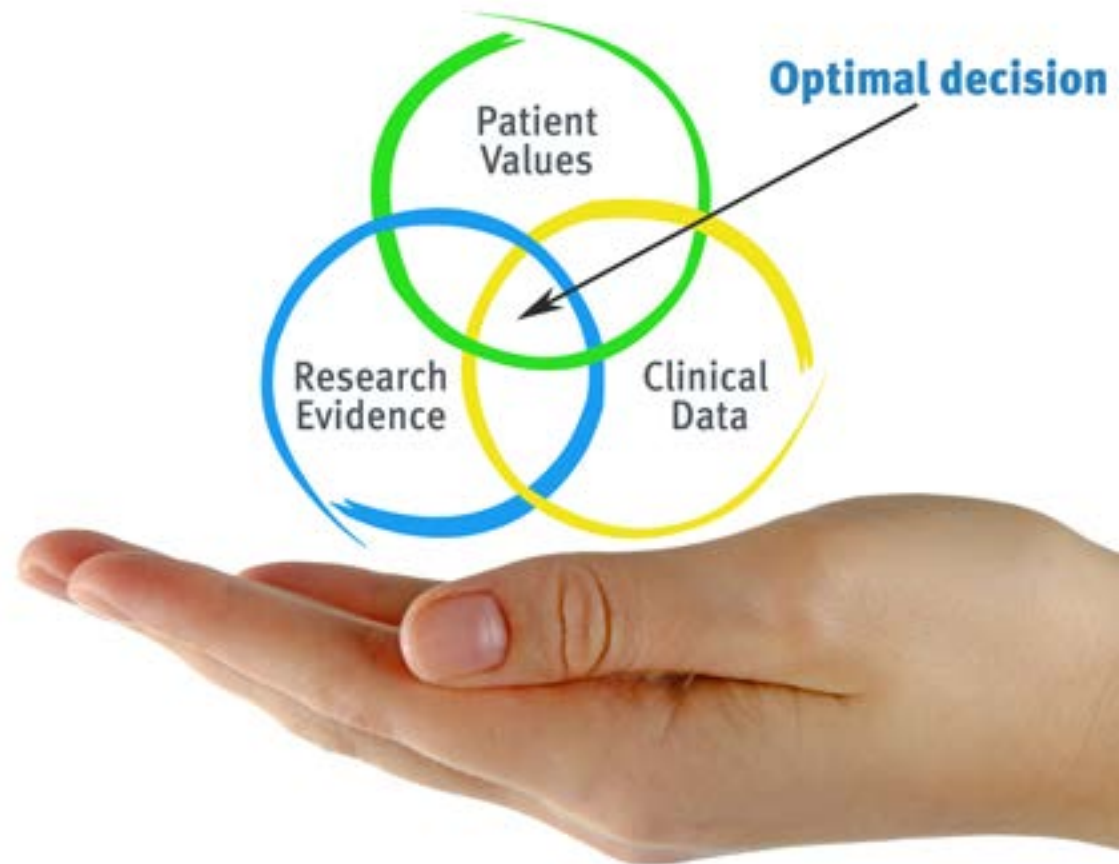 Optimal decision
Patient
Values
Research
Evidence
Clinical
Data